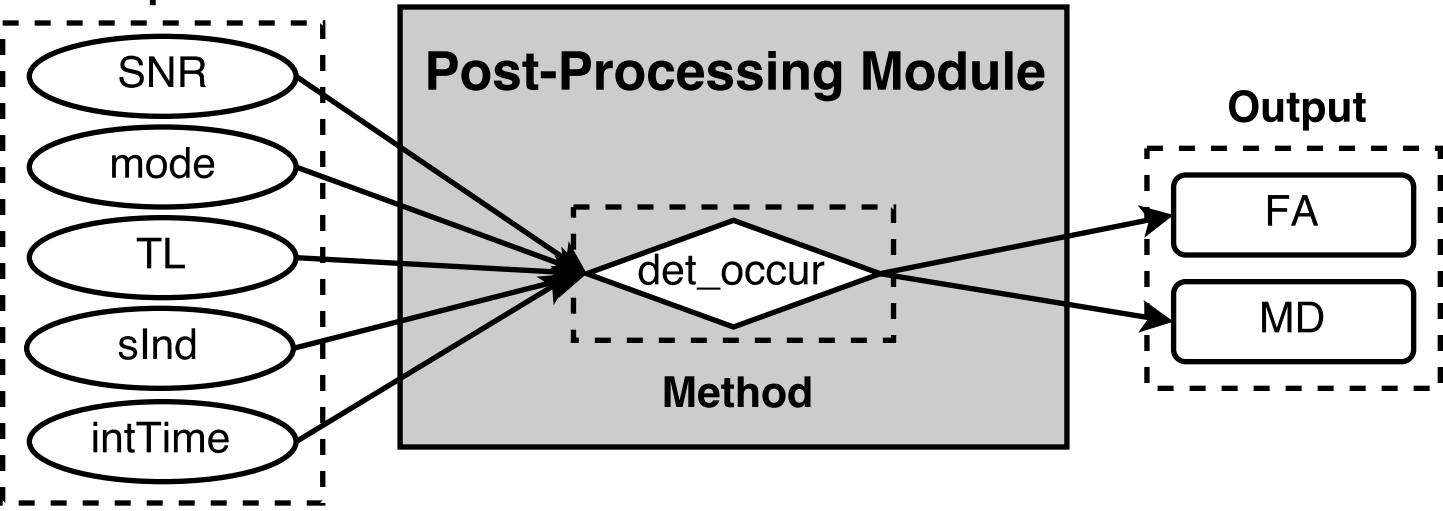 SNR
mode
TL
sInd
intTime
Post-Processing Module
det_occur
Method
Output
FA
MD